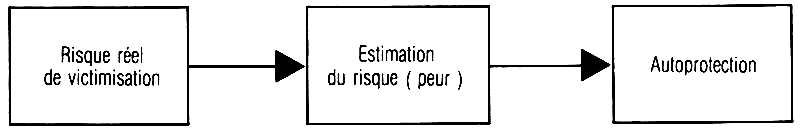 Risque réel
de victimisation
Estimation
du risque ( peur )
Autoprotection